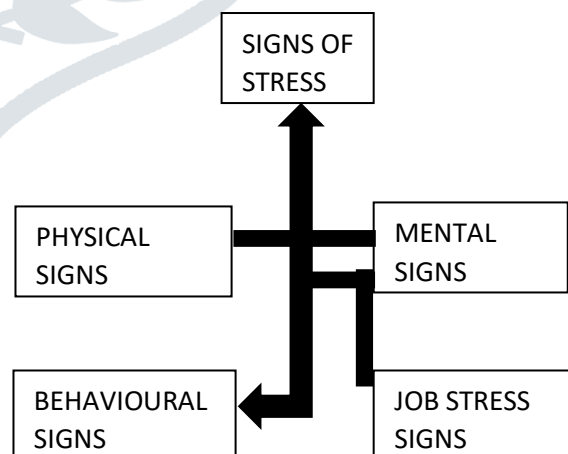 SIGNS OF
STRESS
PHYSICAL
SIGNS
MENTAL
SIGNS
BEHAVIOURAL
SIGNS
JOB STRESS
SIGNS